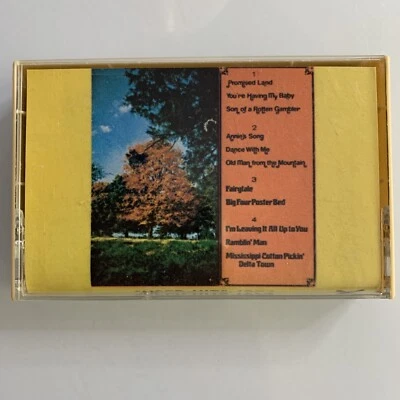 1
Promised Land
You're Having My Baby
Son of a Rotten Gambler
2
Annie's Song
Dance With Me
Old Man from the Mountain
3
Fairytale
Big Four Poster Bed
4
I'm Leaving It All Up to You
Ramblin' Man
Mississippi Cotton Pickin'
Delta Town